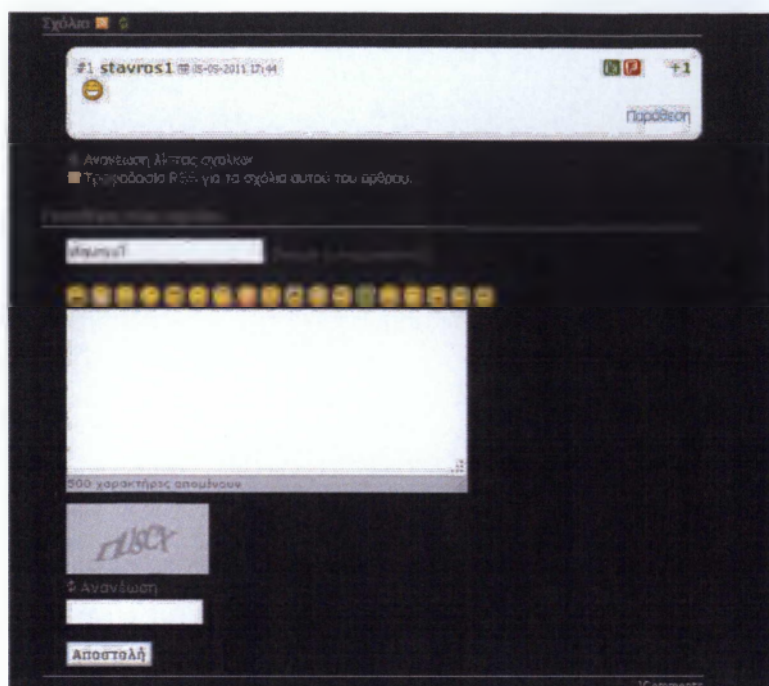 Σχόλια
#1 stavros1 05-09-2011 17:44 +1
Παράθεση
Ανανέωση λίστας σχολίων
Τροφοδοσία RSS για τα σχόλια αυτού του άρθρου.
500 χαρακτήρες απομένουν
Ανανέωση
Αποστολή
JComments